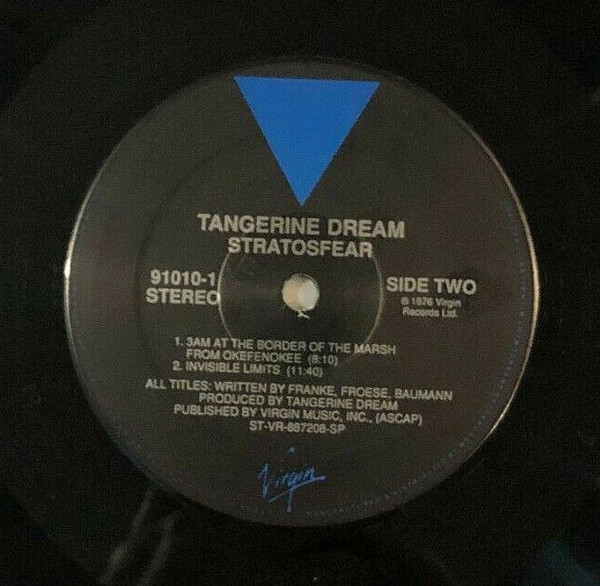 TANGERINE DREAM
STRATOSFEAR
91010-1
STEREO
SIDE TWO
℗ 1976 Virgin
Records Ltd.
1. 3AM AT THE BORDER OF THE MARSH
FROM OKEFENOKEE (8:10)
2. INVISIBLE LIMITS (11:40)
ALL TITLES: WRITTEN BY FRANKE, FROESE, BAUMANN
PRODUCED BY TANGERINE DREAM
PUBLISHED BY VIRGIN MUSIC, INC., (ASCAP)
ST-VR-887208-SP
Virgin